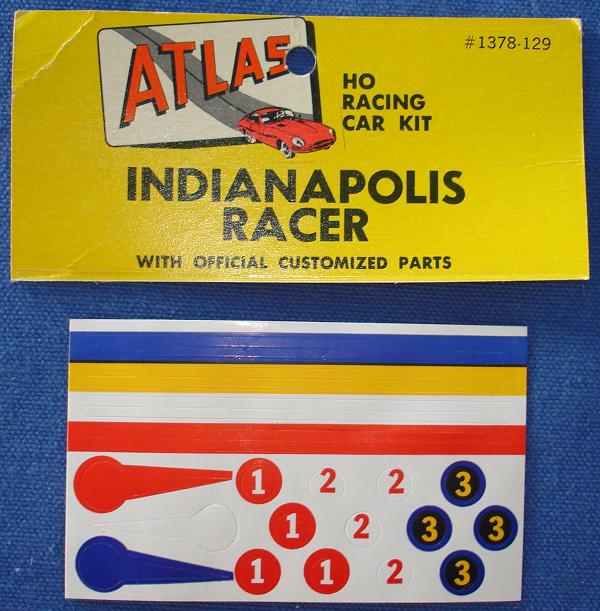 ATLAS
#1378-129
HO
RACING
CAR KIT
INDIANAPOLIS
RACER
WITH OFFICIAL CUSTOMIZED PARTS
1 2 2 3
1 2 3 3
1 1 2 3